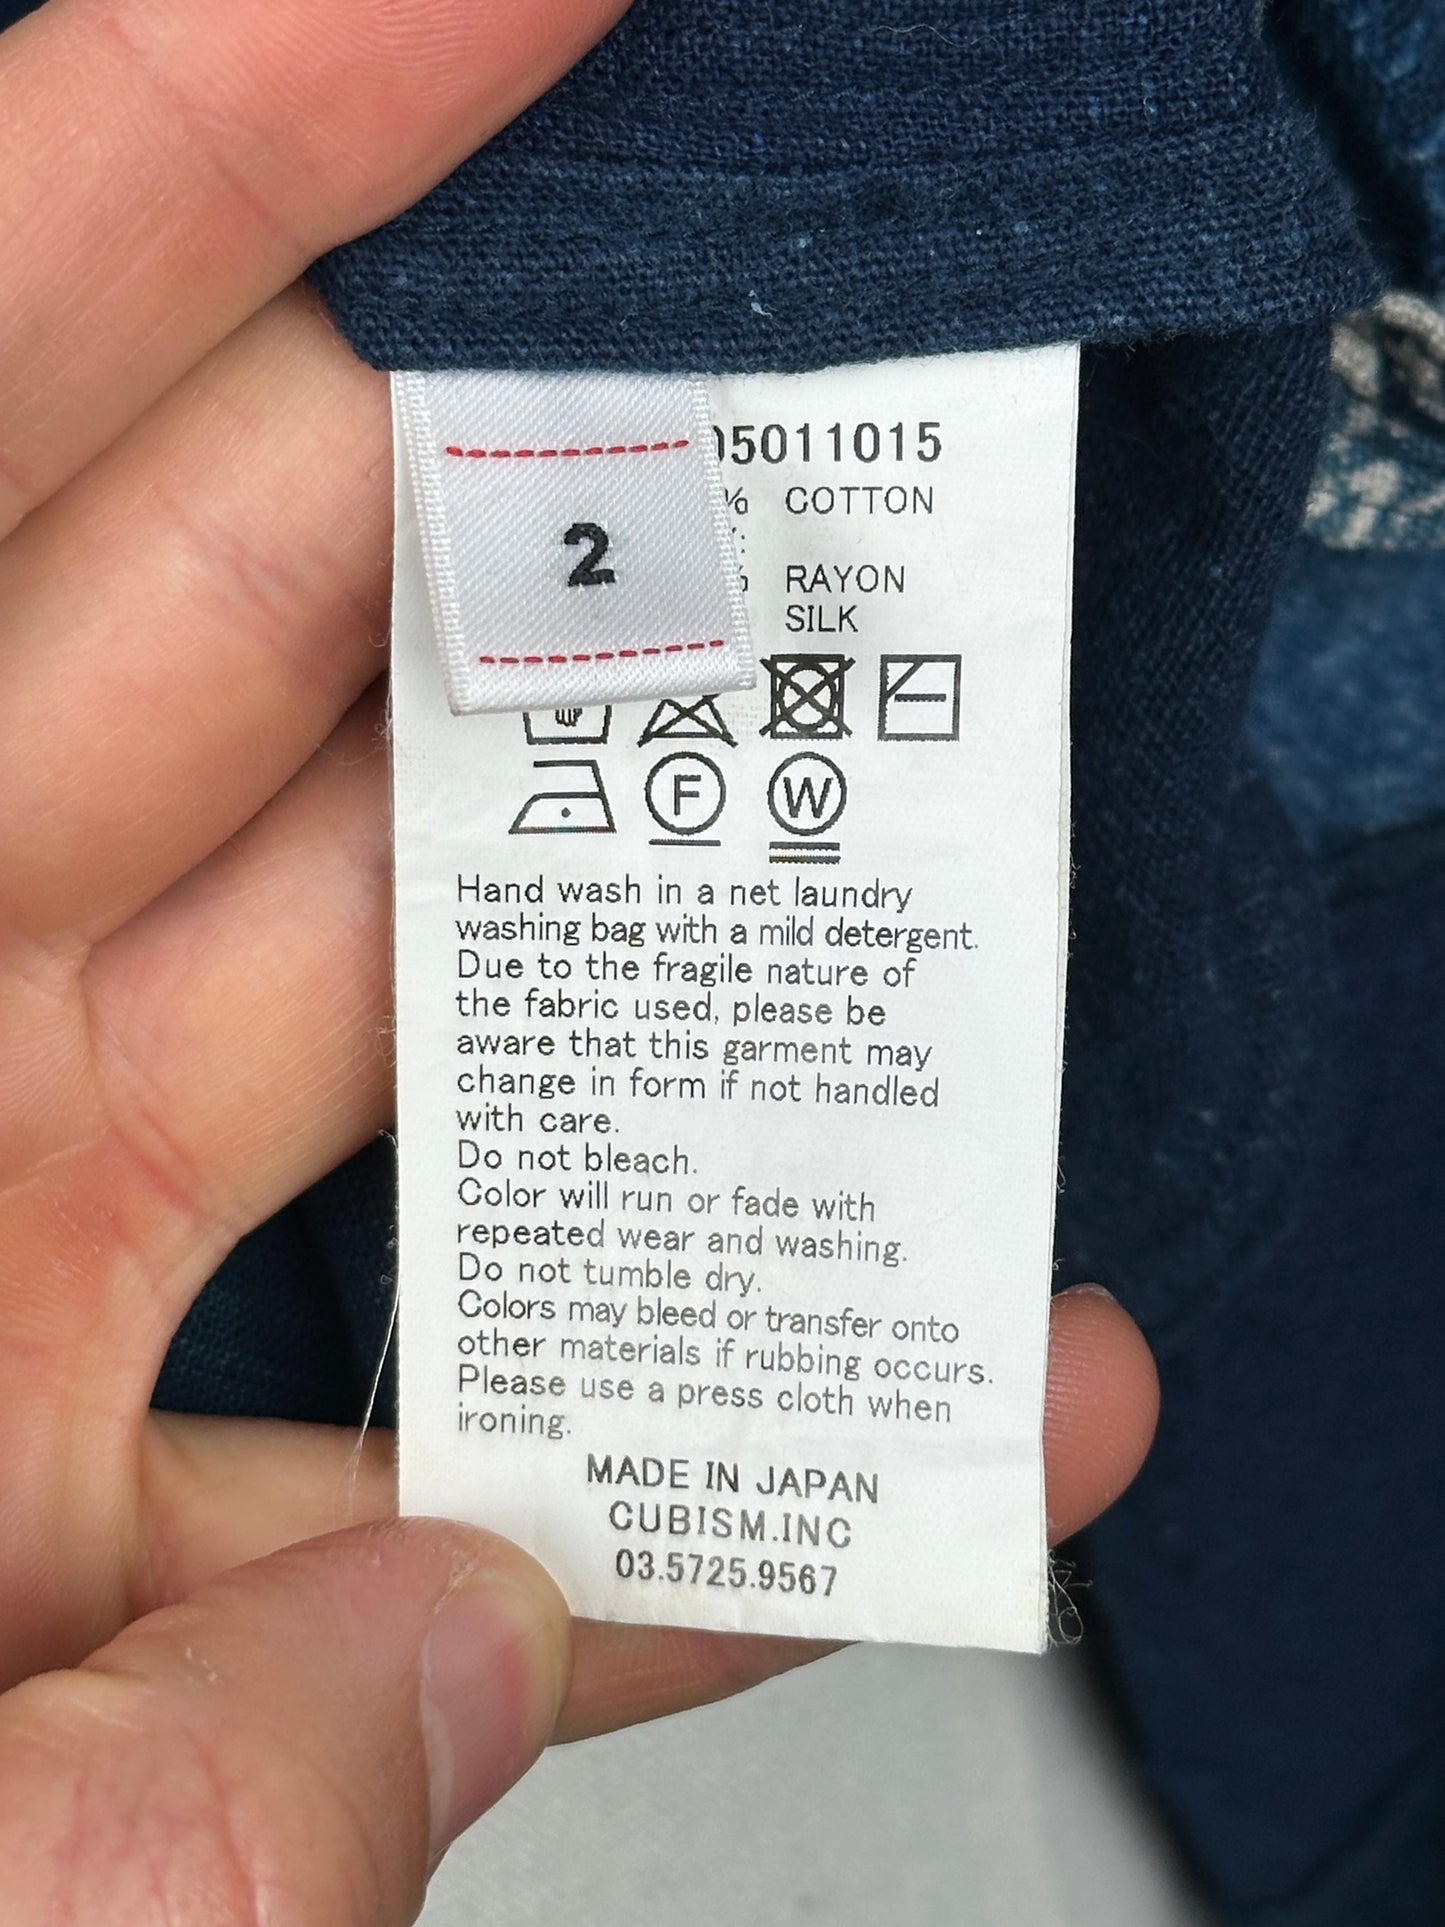 2
5011015
% COTTON
% RAYON
SILK
F
W
Hand wash in a net laundry
washing bag with a mild detergent.
Due to the fragile nature of
the fabric used, please be
aware that this garment may
change in form if not handled
with care.
Do not bleach.
Color will run or fade with
repeated wear and washing.
Do not tumble dry.
Colors may bleed or transfer onto
other materials if rubbing occurs.
Please use a press cloth when
ironing.
MADE IN JAPAN
CUBISM.INC
03.5725.9567